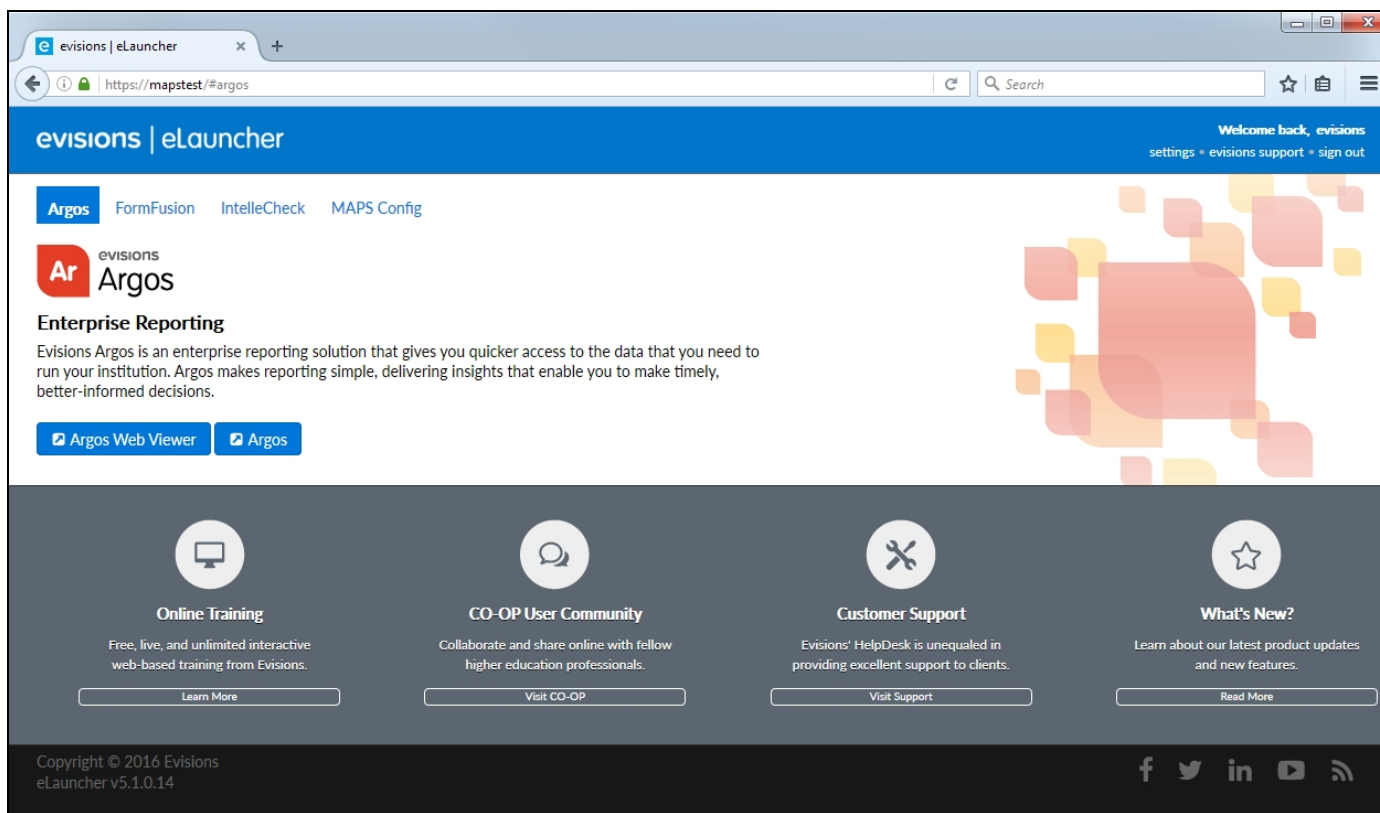 evisions | eLauncher
https://mapstest/#argos
Search
evisions | eLauncher
Welcome back, evisions
settings • evisions support • sign out
Argos FormFusion IntelleCheck MAPS Config
Ar
evisions
Argos
Enterprise Reporting
Evisions Argos is an enterprise reporting solution that gives you quicker access to the data that you need to
run your institution. Argos makes reporting simple, delivering insights that enable you to make timely,
better-informed decisions.
Argos Web Viewer Argos
Online Training
Free, live, and unlimited interactive
web-based training from Evisions.
Learn More
CO-OP User Community
Collaborate and share online with fellow
higher education professionals.
Visit CO-OP
Customer Support
Evisions' HelpDesk is unequaled in
providing excellent support to clients.
Visit Support
What's New?
Learn about our latest product updates
and new features.
Read More
Copyright © 2016 Evisions
eLauncher v5.1.0.14